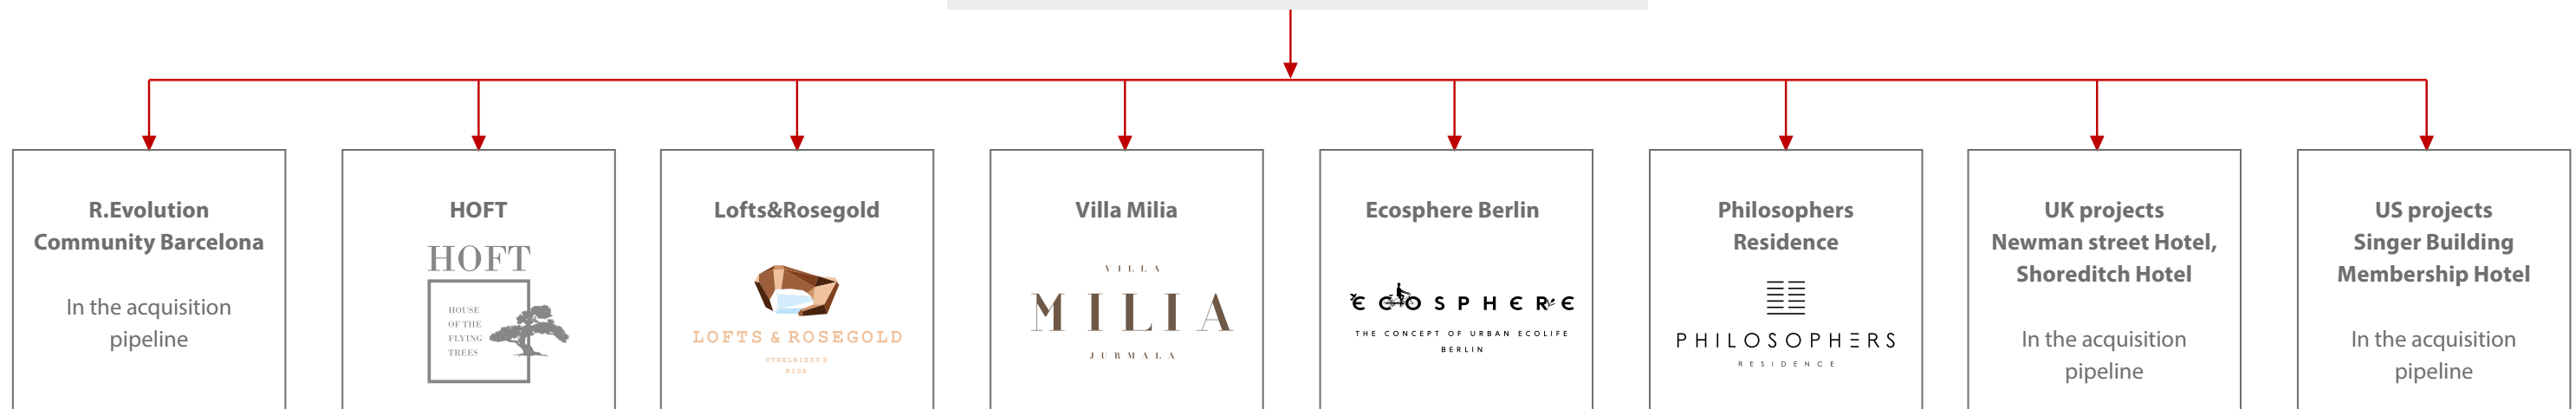 R.Evolution
Community Barcelona
In the acquisition
pipeline
HOFT
HOFT
HOUSE
OF THE
FLYING
TREES
Lofts&Rosegold
LOFTS & ROSEGOLD
STRELNIEKU 8
RIGA
Villa Milia
VILLA
MILIA
JURMALA
Ecosphere Berlin
ECOSPHERE
THE CONCEPT OF URBAN ECOLIFE
BERLIN
Philosophers
Residence
PHILOSOPHERS
RESIDENCE
UK projects
Newman street Hotel,
Shoreditch Hotel
In the acquisition
pipeline
US projects
Singer Building
Membership Hotel
In the acquisition
pipeline